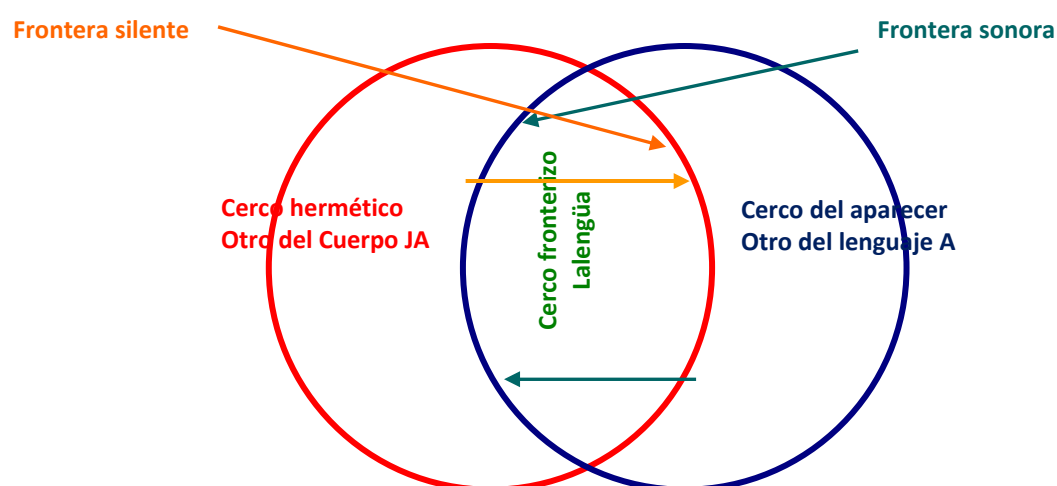 Frontera silente
Frontera sonora
Cerco hermético
Otro del Cuerpo JA
Cerco fronterizo
Lalengüa
Cerco del aparecer
Otro del lenguaje A